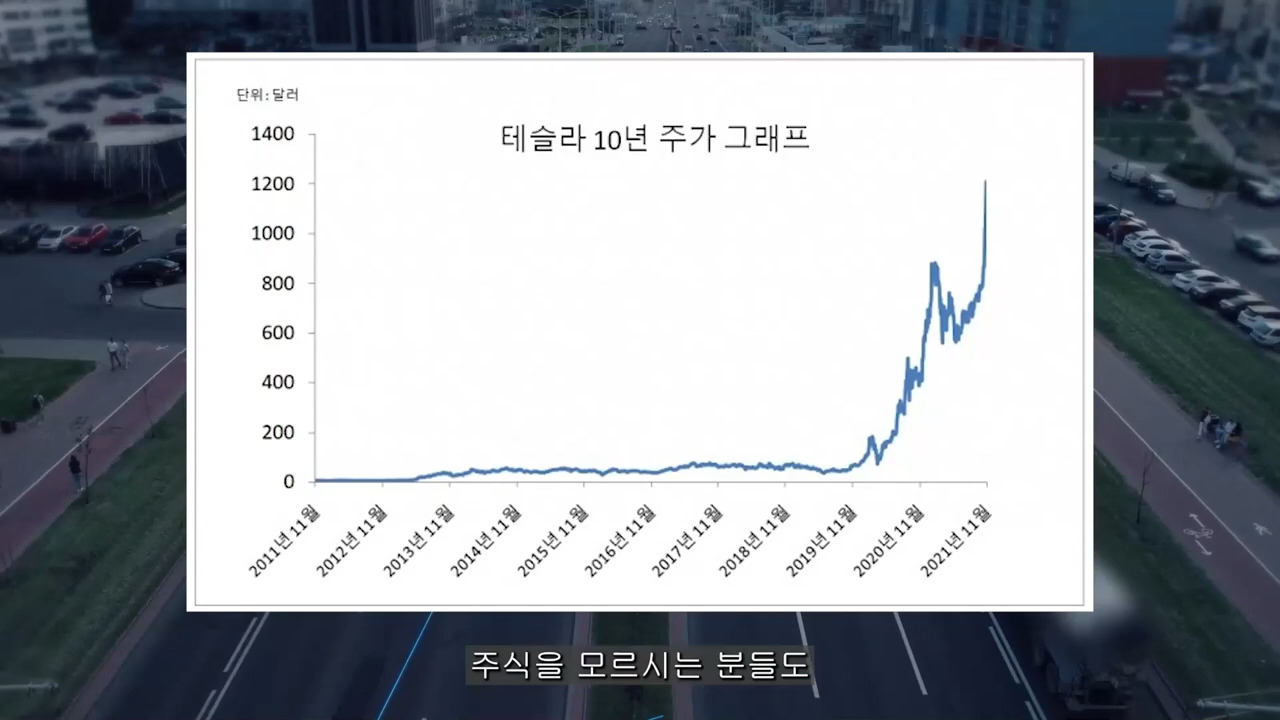 단위:달러
테슬라 10년 주가 그래프
1400
1200
1000
800
600
400
200
0
2011년 11월
2012년 11월
2013년 11월
2014년 11월
2015년 11월
2016년 11월
2017년 11월
2018년 11월
2019년 11월
2020년 11월
2021년 11월
주식을 모르시는 분들도